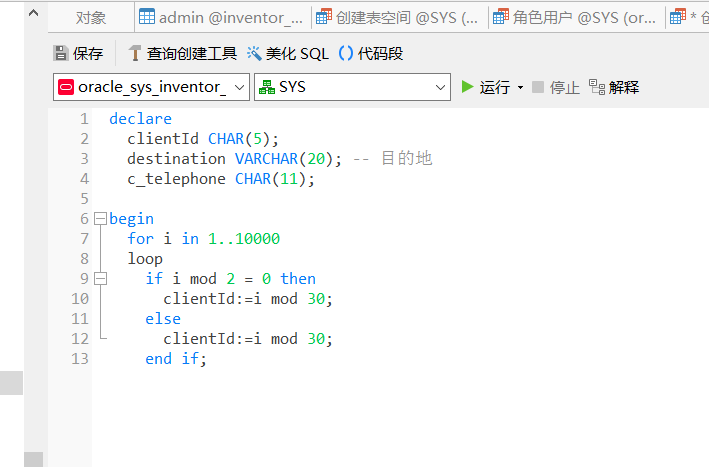 对象 admin @inventor_... 创建表空间 @SYS (... 角色用户 @SYS (or... * 创
保存 查询创建工具 美化 SQL () 代码段
oracle_sys_inventor_ SYS 运行 停止 解释
1 declare
2 clientId CHAR(5);
3 destination VARCHAR(20); -- 目的地
4 c_telephone CHAR(11);
5
6 begin
7 for i in 1..10000
8 loop
9 if i mod 2 = 0 then
10 clientId:=i mod 30;
11 else
12 clientId:=i mod 30;
13 end if;